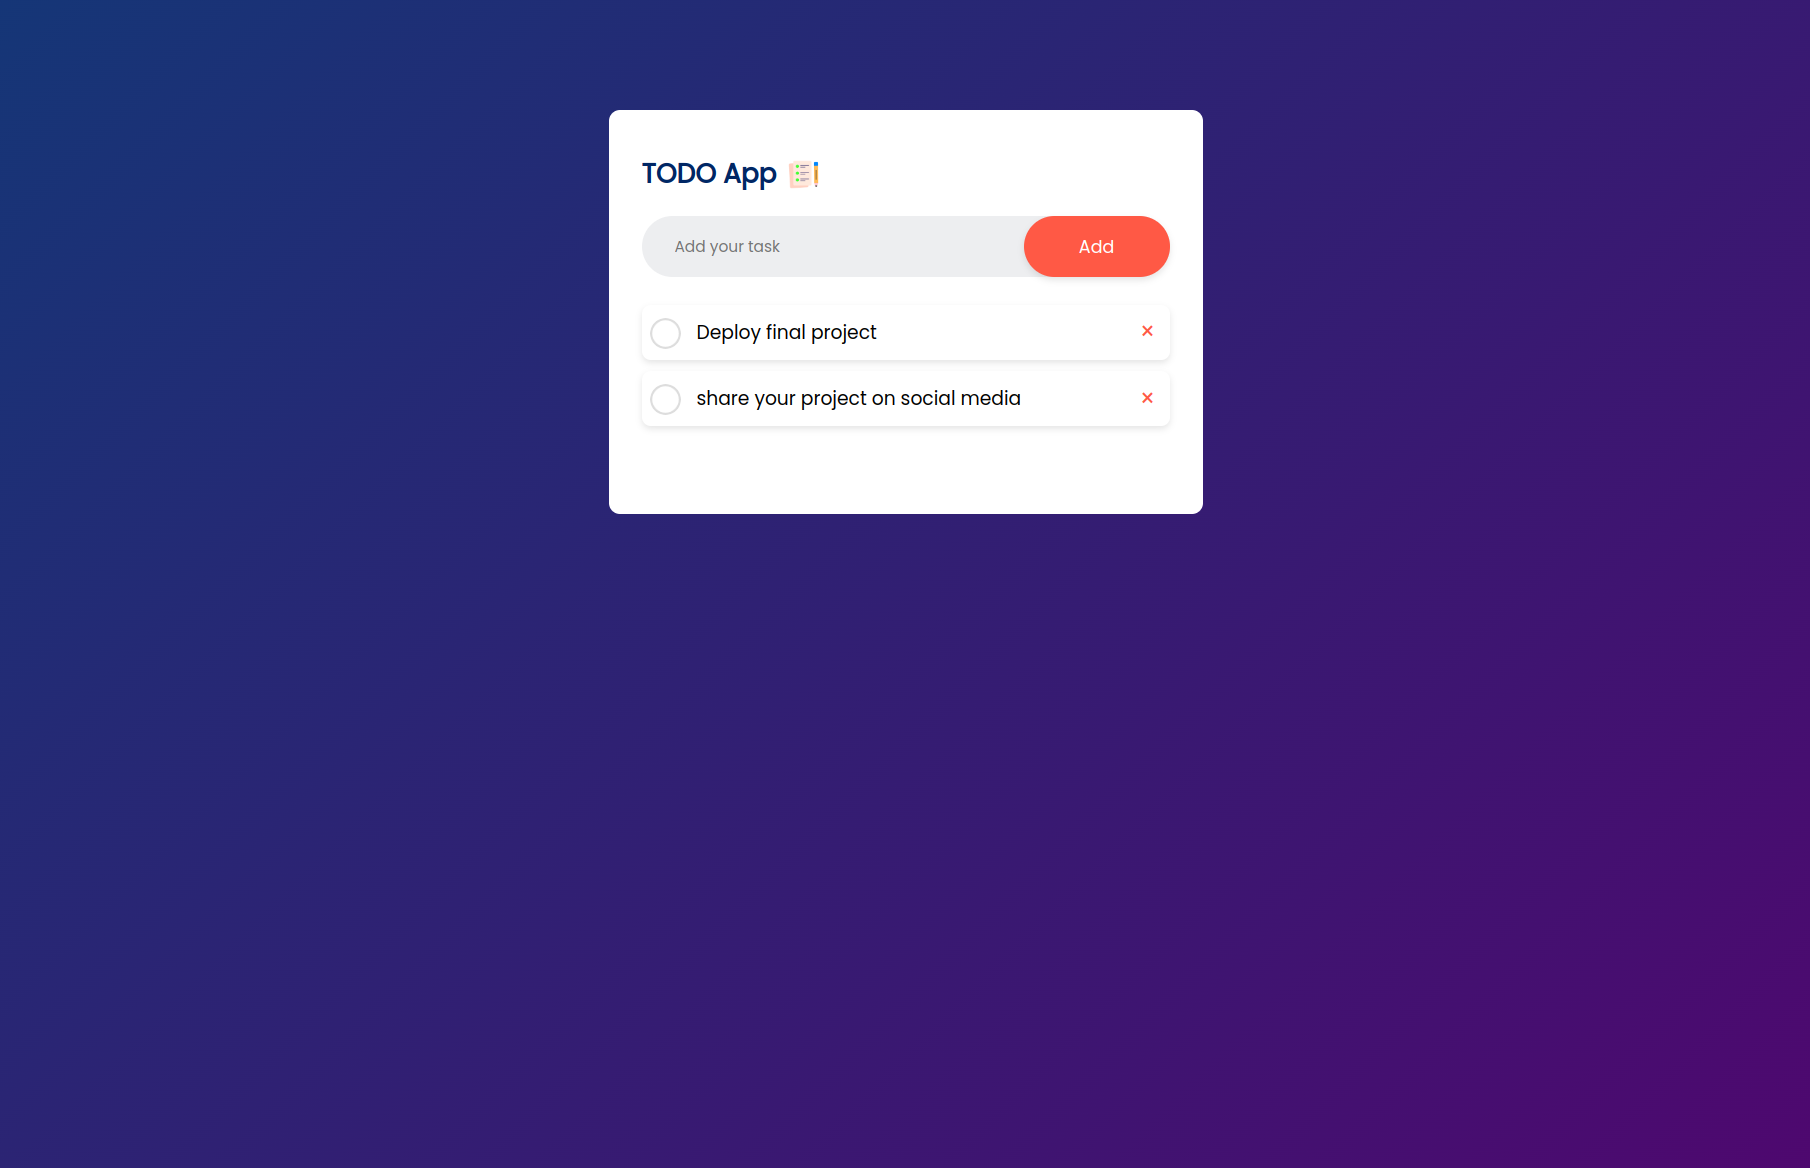 TODO App
Add your task
Add
Deploy final project
×
share your project on social media
×